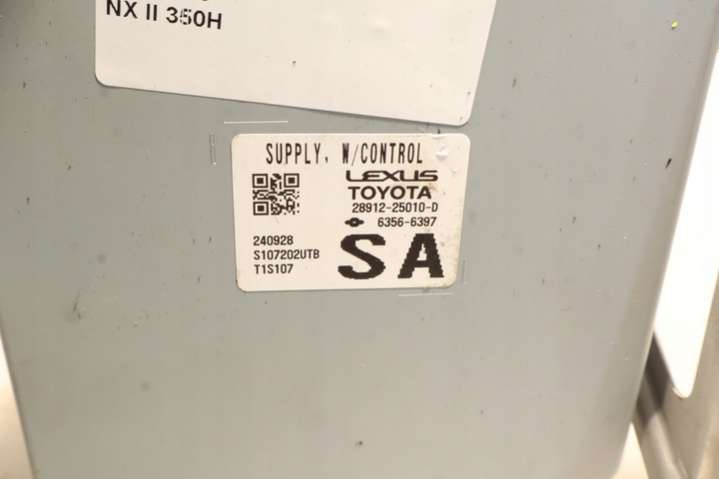 NX II 350H
SUPPLY, W/CONTROL
LEXUS
TOYOTA
28912-25010-D
6356-6397
240928
S107202UTB
T1S107
SA